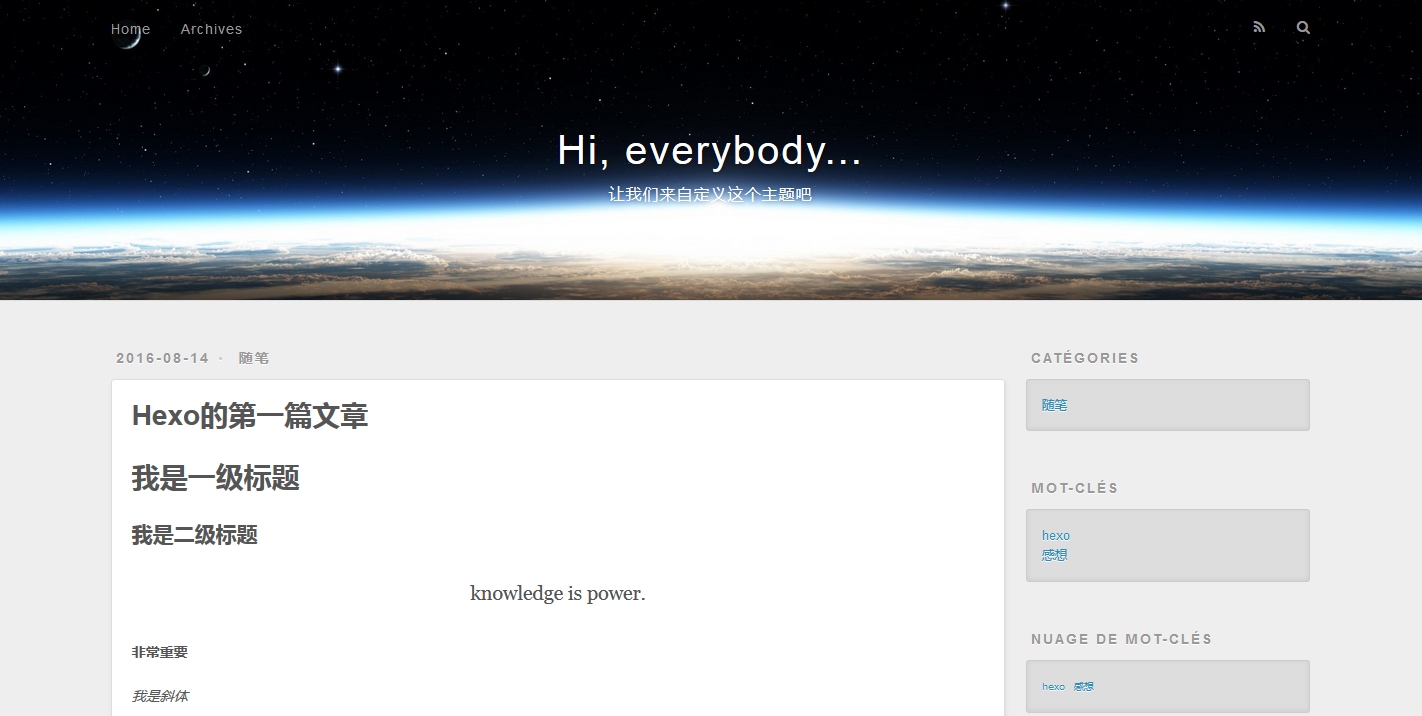 Home Archives
Hi, everybody...
让我们来自定义这个主题吧
2016-08-14 · 随笔
Hexo的第一篇文章
我是一级标题
我是二级标题
knowledge is power.
非常重要
我是斜体
CATÉGORIES
随笔
MOT-CLÉS
hexo
感想
NUAGE DE MOT-CLÉS
hexo 感想